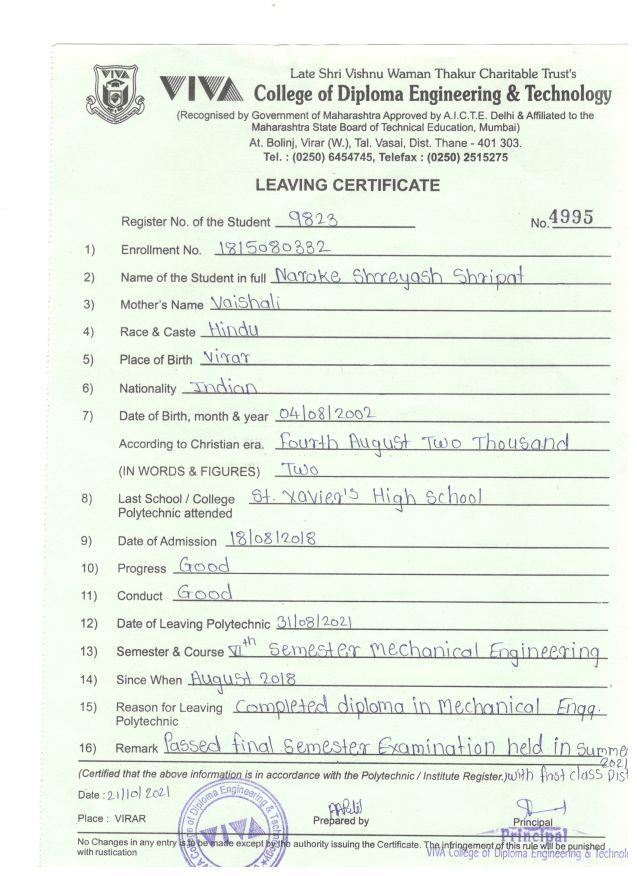 VIVA
VIVA
Late Shri Vishnu Waman Thakur Charitable Trust's
College of Diploma Engineering & Technology
(Recognised by Government of Maharashtra Approved by A.I.C.T.E. Delhi & Affiliated to the
Maharashtra State Board of Technical Education, Mumbai)
At. Bolinj, Virar (W.), Tal. Vasai, Dist. Thane - 401 303.
Tel. : (0250) 6454745, Telefax : (0250) 2515275
LEAVING CERTIFICATE
Register No. of the Student 9823 No. 4995
1) Enrollment No. 1815080332
2) Name of the Student in full Narake Shreyash Shripat
3) Mother's Name Vaishali
4) Race & Caste Hindu
5) Place of Birth Virar
6) Nationality Indian
7) Date of Birth, month & year 04/08/2002
According to Christian era. Fourth August Two Thousand
(IN WORDS & FIGURES) Two
8) Last School / College St. Xavier's High School
Polytechnic attended
9) Date of Admission 18/08/2018
10) Progress Good
11) Conduct Good
12) Date of Leaving Polytechnic 31/08/2021
13) Semester & Course VIth Semester Mechanical Engineering
14) Since When August 2018
15) Reason for Leaving Completed diploma in Mechanical Engg.
Polytechnic
16) Remark Passed final Semester Examination held in Summe
2021
(Certified that the above information is in accordance with the Polytechnic / Institute Register.) with first class Dist
Date : 21/10/2021
Place : VIRAR
Prepared by
Principal
Principal
No Changes in any entry is to be made except by the authority issuing the Certificate. The infringement of this rule will be punished
with rustication
VIVA College of Diploma Engineering & Technolo
VIVA College of Diploma Engineering & Technology
VIVA